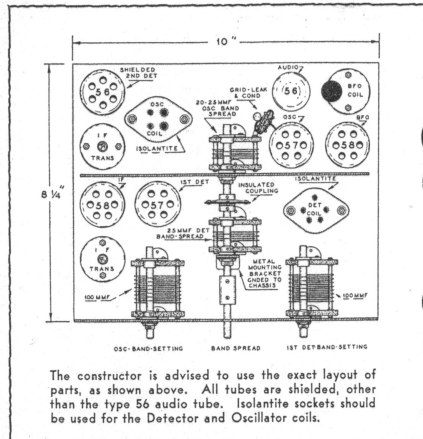 10"
SHIELDED
2ND DET
56
OSC
COIL
ISOLANTITE
I F
TRANS
20-25MMF
OSC BAND
SPREAD
GRID-LEAK
& COND
AUDIO
56
BFO
COIL
OSC
57
BFO
58
8 1/4"
IF
58
1ST DET
57
INSULATED
COUPLING
ISOLANTITE
DET
COIL
I F
TRANS
25MMF DET
BAND-SPREAD
METAL
MOUNTING
BRACKET
GNDED TO
CHASSIS
100 MMF
100 MMF
OSC-BAND-SETTING
BAND SPREAD
1ST DET-BAND-SETTING
The constructor is advised to use the exact layout of
parts, as shown above. All tubes are shielded, other
than the type 56 audio tube. Isolantite sockets should
be used for the Detector and Oscillator coils.